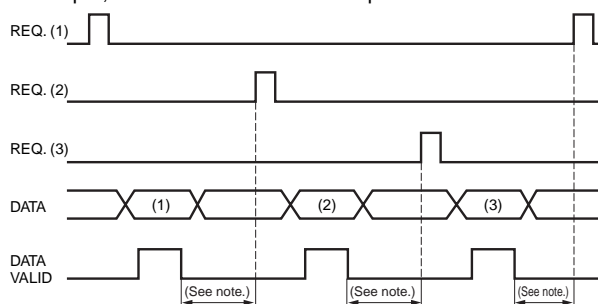 REQ. (1)
REQ. (2)
REQ. (3)
DATA
(1)
(2)
(3)
DATA
VALID
(See note.)
(See note.)
(See note.)